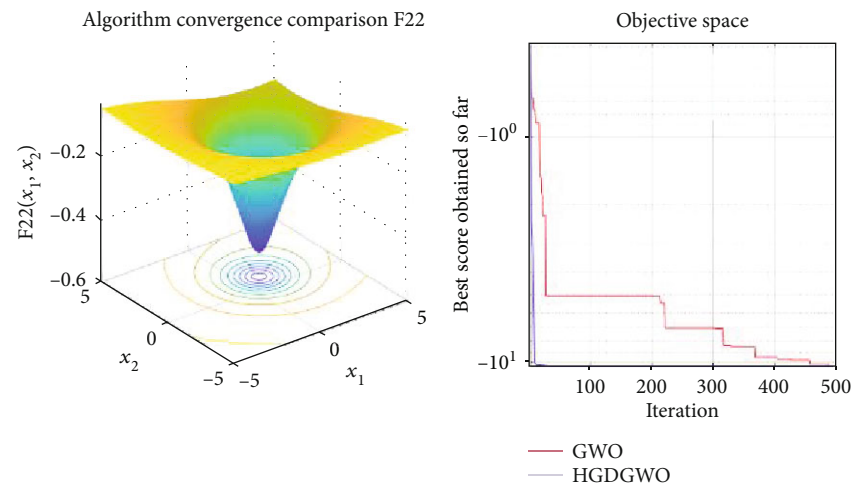 Algorithm convergence comparison F22
F22(x₁, x₂)
−0.2
−0.4
−0.6
5
0
−5
x₂
−5
0
5
x₁
Objective space
Best score obtained so far
−10⁰
−10¹
100 200 300 400 500
Iteration
GWO
HGDGWO